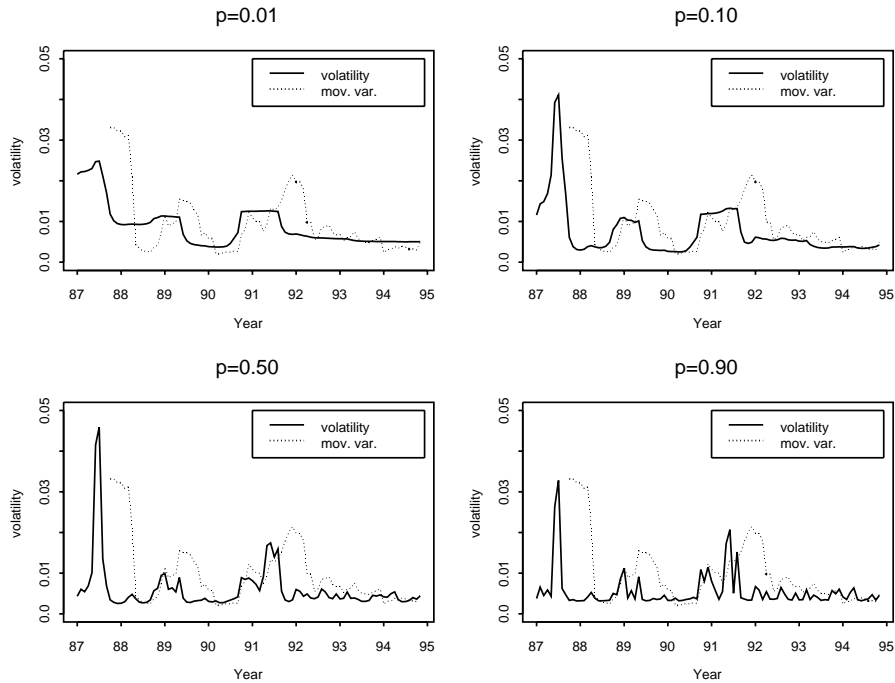 p=0.01
0.05
0.03
0.01
0.0
volatility
volatility
mov. var.
87 88 89 90 91 92 93 94 95
Year
p=0.10
0.05
0.03
0.01
0.0
volatility
volatility
mov. var.
87 88 89 90 91 92 93 94 95
Year
p=0.50
0.05
0.03
0.01
0.0
volatility
volatility
mov. var.
87 88 89 90 91 92 93 94 95
Year
p=0.90
0.05
0.03
0.01
0.0
volatility
volatility
mov. var.
87 88 89 90 91 92 93 94 95
Year